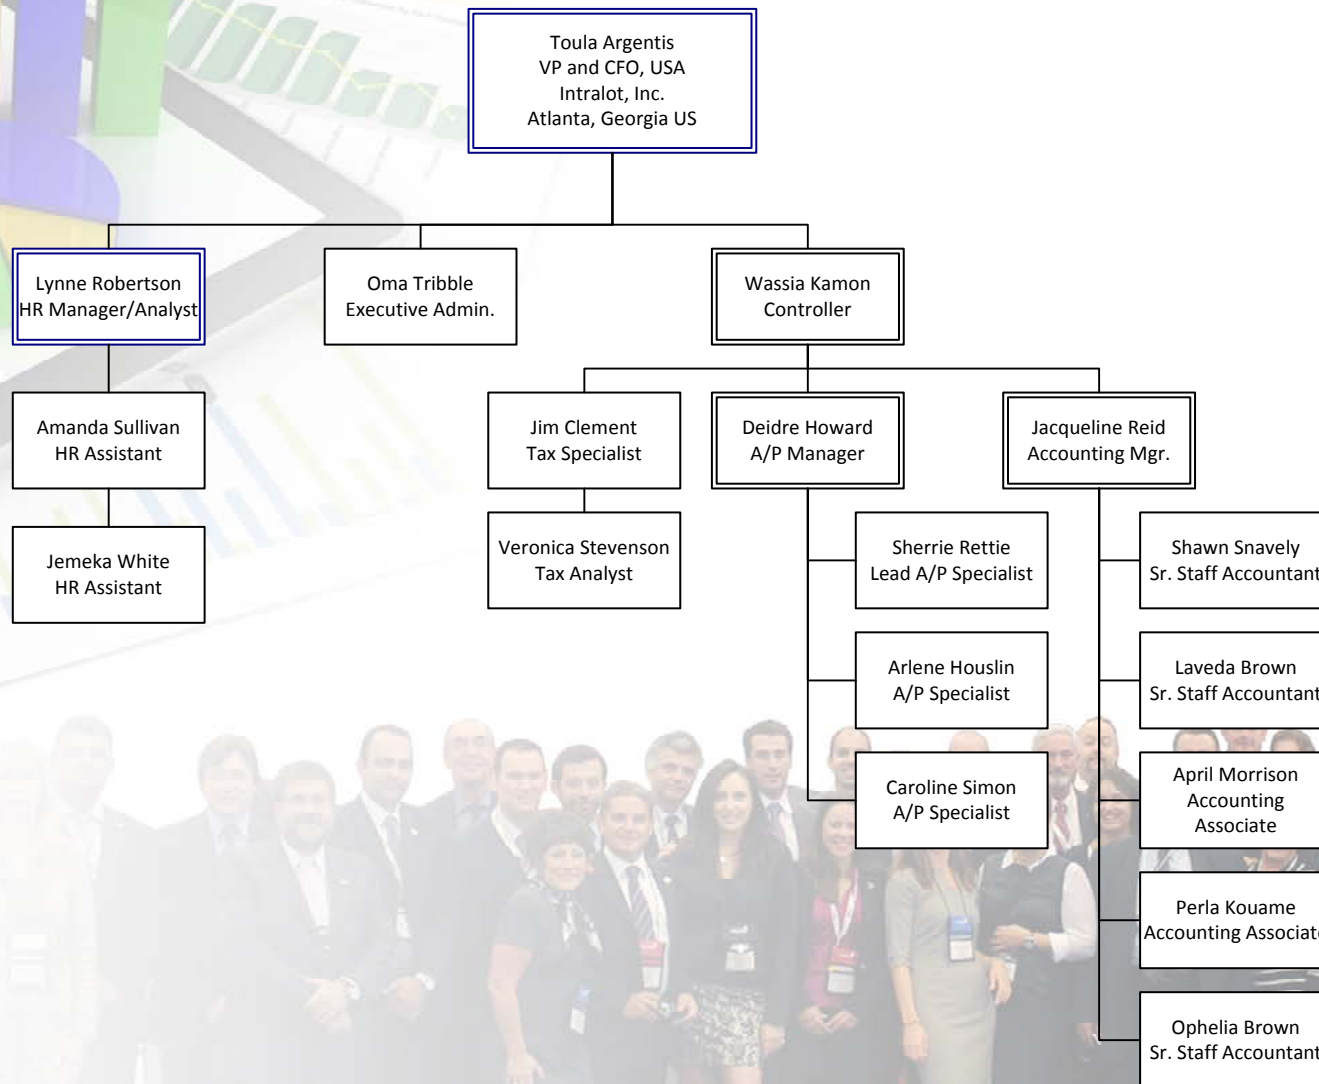 Toula Argentis
VP and CFO, USA
Intralot, Inc.
Atlanta, Georgia US
Lynne Robertson
HR Manager/Analyst
Oma Tribble
Executive Admin.
Wassia Kamon
Controller
Amanda Sullivan
HR Assistant
Jim Clement
Tax Specialist
Deidre Howard
A/P Manager
Jacqueline Reid
Accounting Mgr.
Jemeka White
HR Assistant
Veronica Stevenson
Tax Analyst
Sherrie Rettie
Lead A/P Specialist
Shawn Snavely
Sr. Staff Accountant
Arlene Houslin
A/P Specialist
Laveda Brown
Sr. Staff Accountant
Caroline Simon
A/P Specialist
April Morrison
Accounting
Associate
Perla Kouame
Accounting Associate
Ophelia Brown
Sr. Staff Accountant